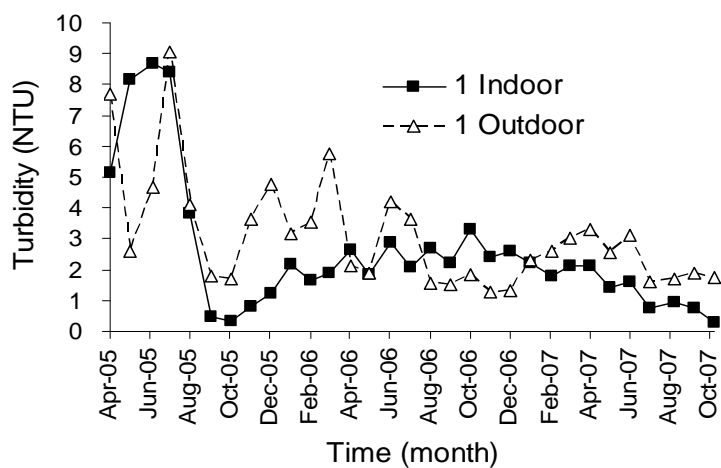 10
9
8
7
6
5
4
3
2
1
0
Turbidity (NTU)
1 Indoor
1 Outdoor
Apr-05
Jun-05
Aug-05
Oct-05
Dec-05
Feb-06
Apr-06
Jun-06
Aug-06
Oct-06
Dec-06
Feb-07
Apr-07
Jun-07
Aug-07
Oct-07
Time (month)